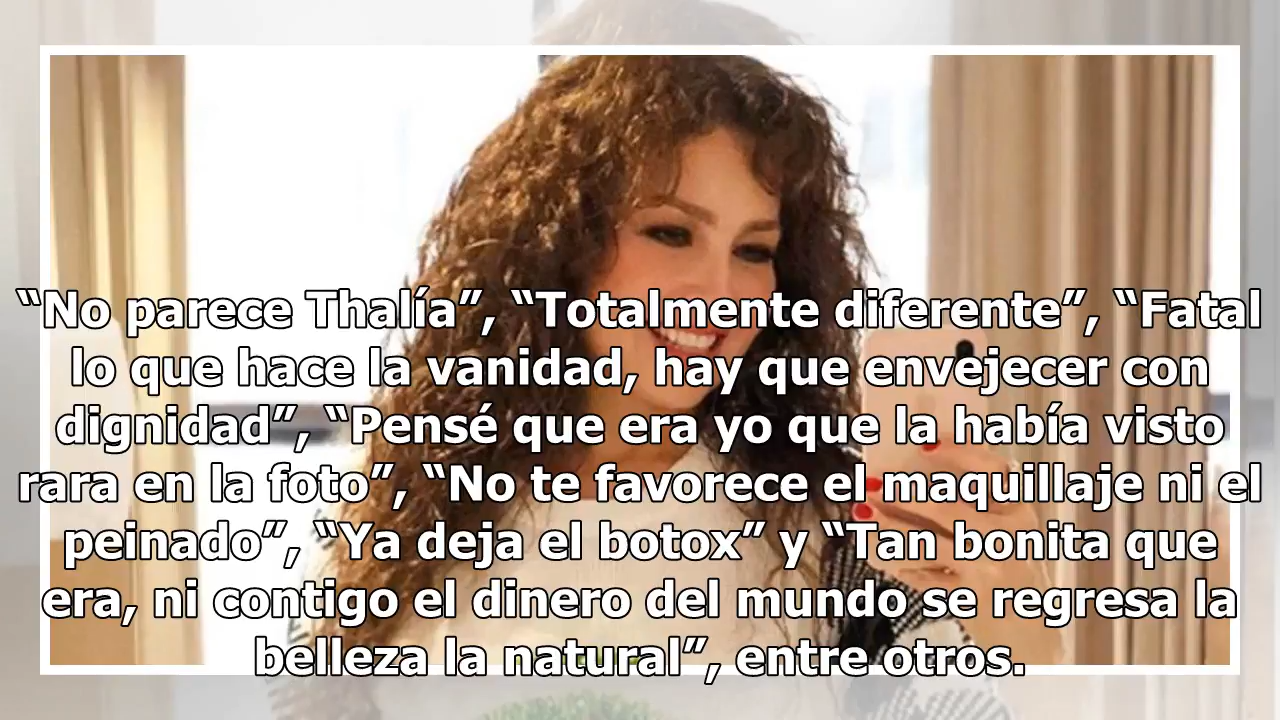 “No parece Thalía”, “Totalmente diferente”, “Fatal
lo que hace la vanidad, hay que envejecer con
dignidad”, “Pensé que era yo que la había visto
rara en la foto”, “No te favorece el maquillaje ni el
peinado”, “Ya deja el botox” y “Tan bonita que
era, ni contigo el dinero del mundo se regresa la
belleza la natural”, entre otros.